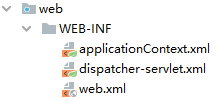 web
WEB-INF
applicationContext.xml
dispatcher-servlet.xml
web.xml